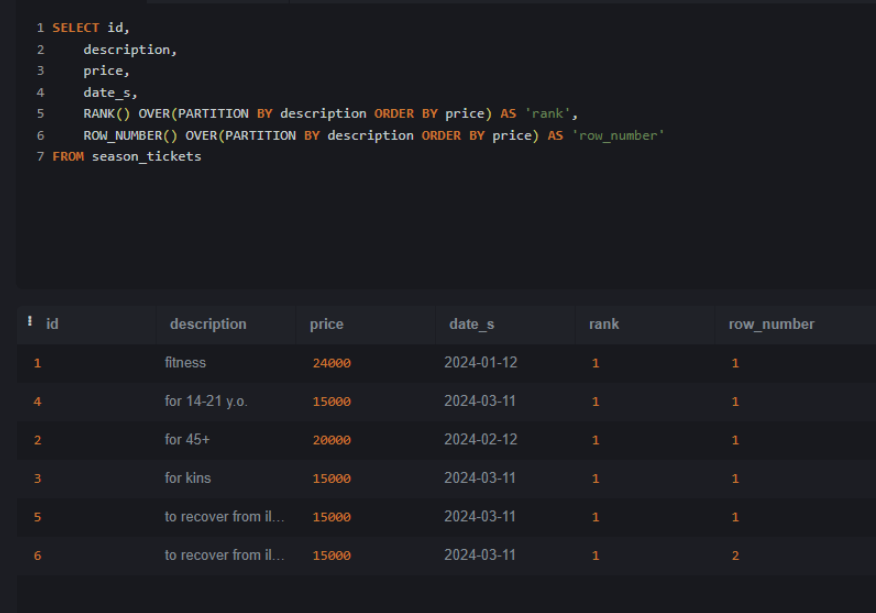 1 SELECT id,
2 description,
3 price,
4 date_s,
5 RANK() OVER(PARTITION BY description ORDER BY price) AS 'rank',
6 ROW_NUMBER() OVER(PARTITION BY description ORDER BY price) AS 'row_number'
7 FROM season_tickets
id description price date_s rank row_number
1 fitness 24000 2024-01-12 1 1
4 for 14-21 y.o. 15000 2024-03-11 1 1
2 for 45+ 20000 2024-02-12 1 1
3 for kins 15000 2024-03-11 1 1
5 to recover from il... 15000 2024-03-11 1 1
6 to recover from il... 15000 2024-03-11 1 2